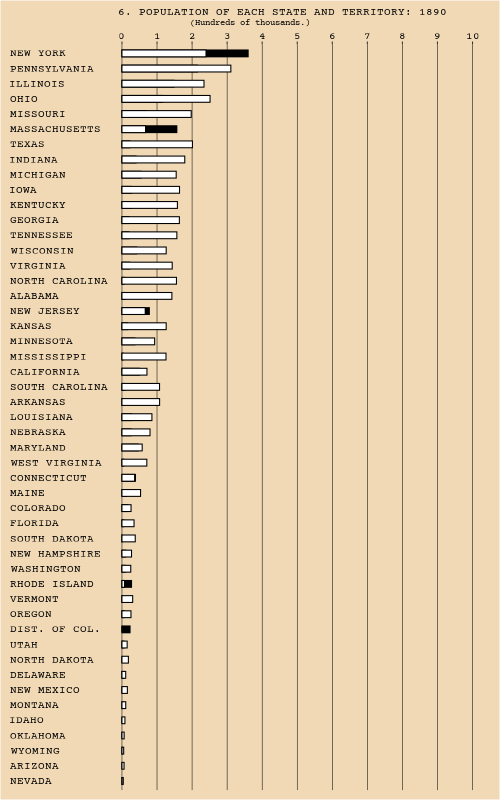 6. POPULATION OF EACH STATE AND TERRITORY: 1890
(Hundreds of thousands.)
0 1 2 3 4 5 6 7 8 9 10
NEW YORK
PENNSYLVANIA
ILLINOIS
OHIO
MISSOURI
MASSACHUSETTS
TEXAS
INDIANA
MICHIGAN
IOWA
KENTUCKY
GEORGIA
TENNESSEE
WISCONSIN
VIRGINIA
NORTH CAROLINA
ALABAMA
NEW JERSEY
KANSAS
MINNESOTA
MISSISSIPPI
CALIFORNIA
SOUTH CAROLINA
ARKANSAS
LOUISIANA
NEBRASKA
MARYLAND
WEST VIRGINIA
CONNECTICUT
MAINE
COLORADO
FLORIDA
SOUTH DAKOTA
NEW HAMPSHIRE
WASHINGTON
RHODE ISLAND
VERMONT
OREGON
DIST. OF COL.
UTAH
NORTH DAKOTA
DELAWARE
NEW MEXICO
MONTANA
IDAHO
OKLAHOMA
WYOMING
ARIZONA
NEVADA